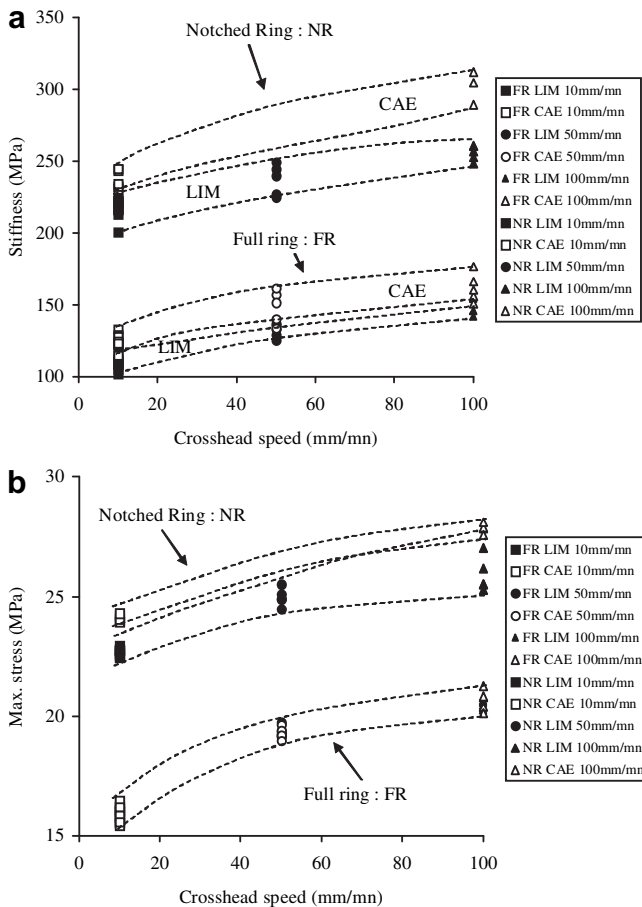 a
350
300
250
200
150
100
Stiffness (MPa)
0
20
40
60
80
100
Crosshead speed (mm/mn)
Notched Ring : NR
CAE
LIM
Full ring : FR
CAE
LIM
FR LIM 10mm/mn
FR CAE 10mm/mn
FR LIM 50mm/mn
FR CAE 50mm/mn
FR LIM 100mm/mn
FR CAE 100mm/mn
NR LIM 10mm/mn
NR CAE 10mm/mn
NR LIM 50mm/mn
NR LIM 100mm/mn
NR CAE 100mm/mn
b
30
25
20
15
Max. stress (MPa)
0
20
40
60
80
100
Crosshead speed (mm/mn)
Notched Ring : NR
Full ring : FR
FR LIM 10mm/mn
FR CAE 10mm/mn
FR LIM 50mm/mn
FR CAE 50mm/mn
FR LIM 100mm/mn
FR CAE 100mm/mn
NR LIM 10mm/mn
NR CAE 10mm/mn
NR LIM 50mm/mn
NR LIM 100mm/mn
NR CAE 100mm/mn